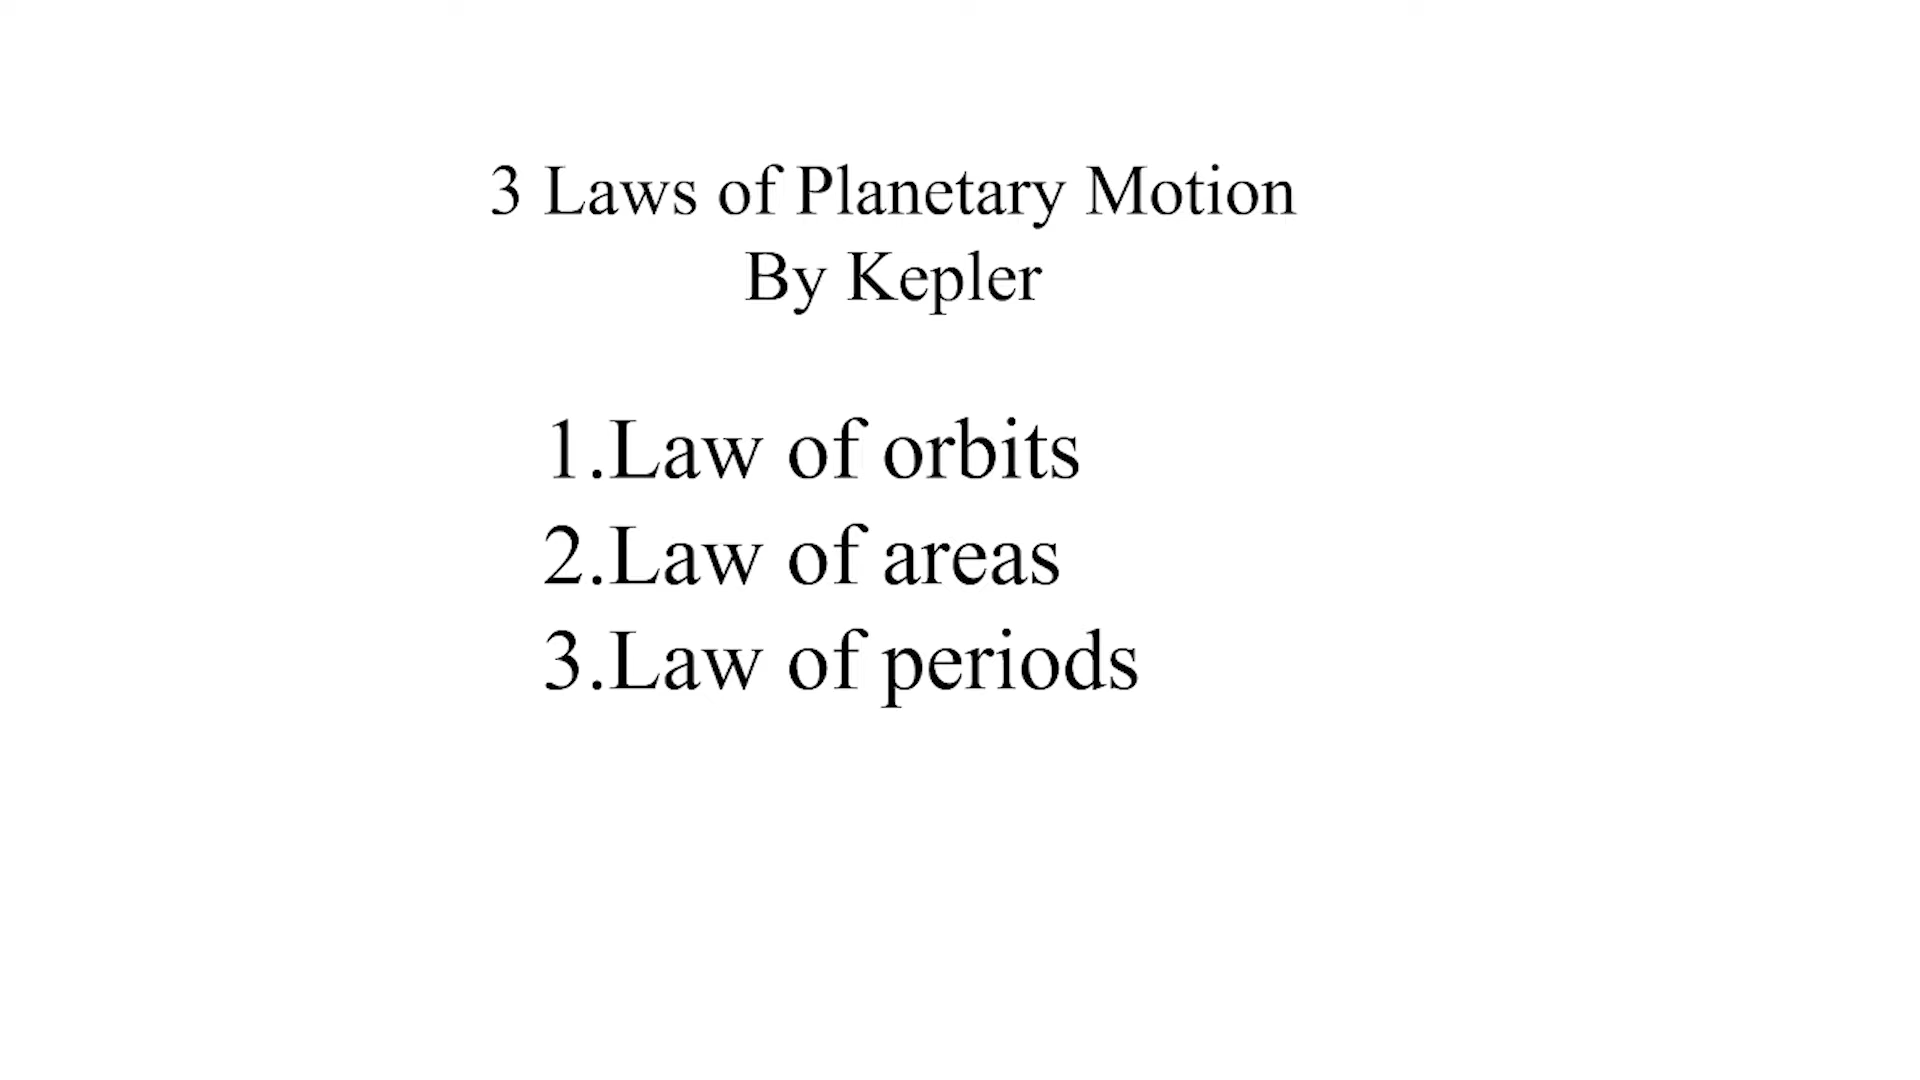 3 Laws of Planetary Motion
By Kepler
1.Law of orbits
2.Law of areas
3.Law of periods